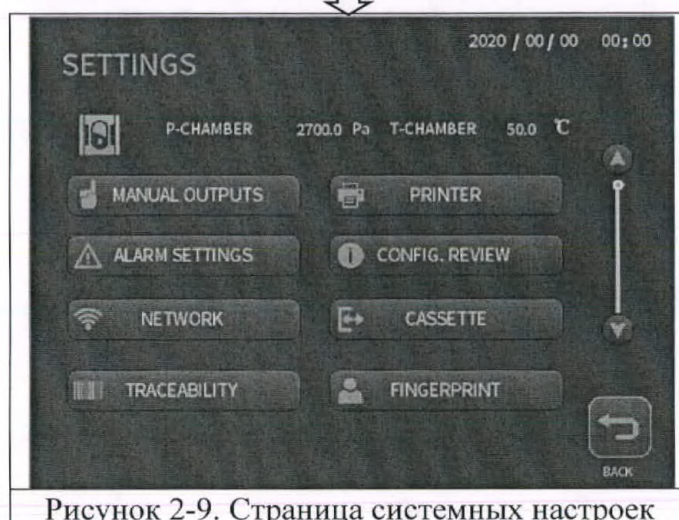 2020 / 00 / 00 00:00
SETTINGS
P-CHAMBER 2700.0 Pa T-CHAMBER 50.0 ℃
MANUAL OUTPUTS PRINTER
ALARM SETTINGS CONFIG. REVIEW
NETWORK CASSETTE
TRACEABILITY FINGERPRINT
BACK
Рисунок 2-9. Страница системных настроек